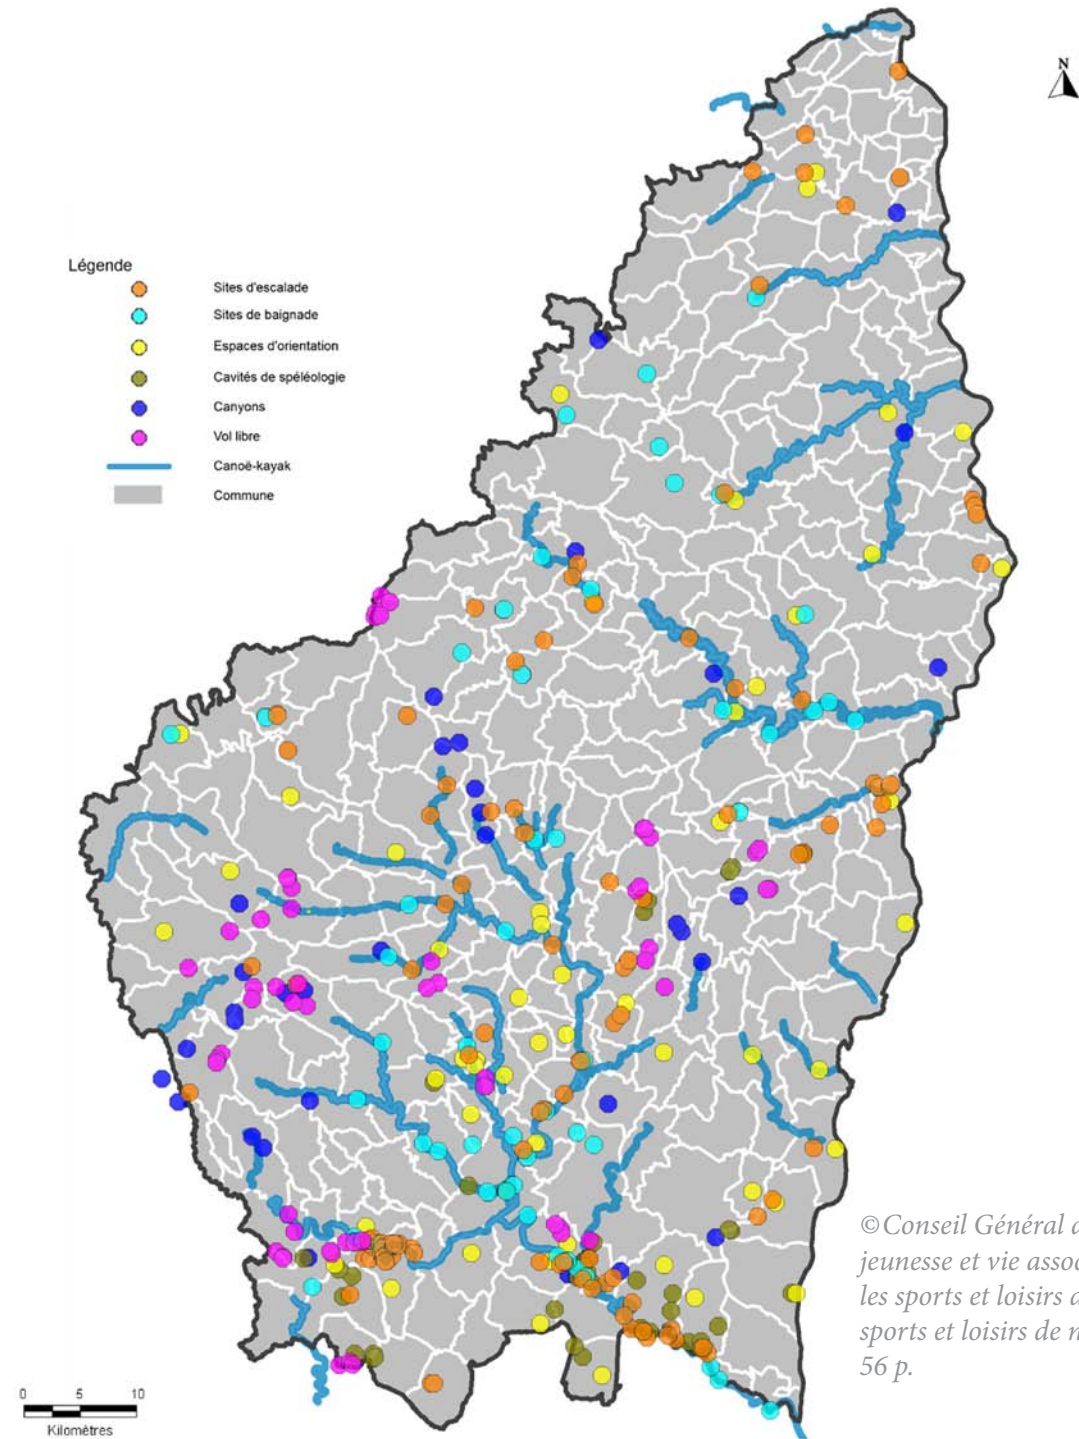 N
Légende
Sites d'escalade
Sites de baignade
Espaces d'orientation
Cavités de spéléologie
Canyons
Vol libre
Canoë-kayak
Commune
©Conseil Général
jeunesse et vie
les sports et loisirs
sports et loisirs de
56 p.
0 5 10
Kilomètres